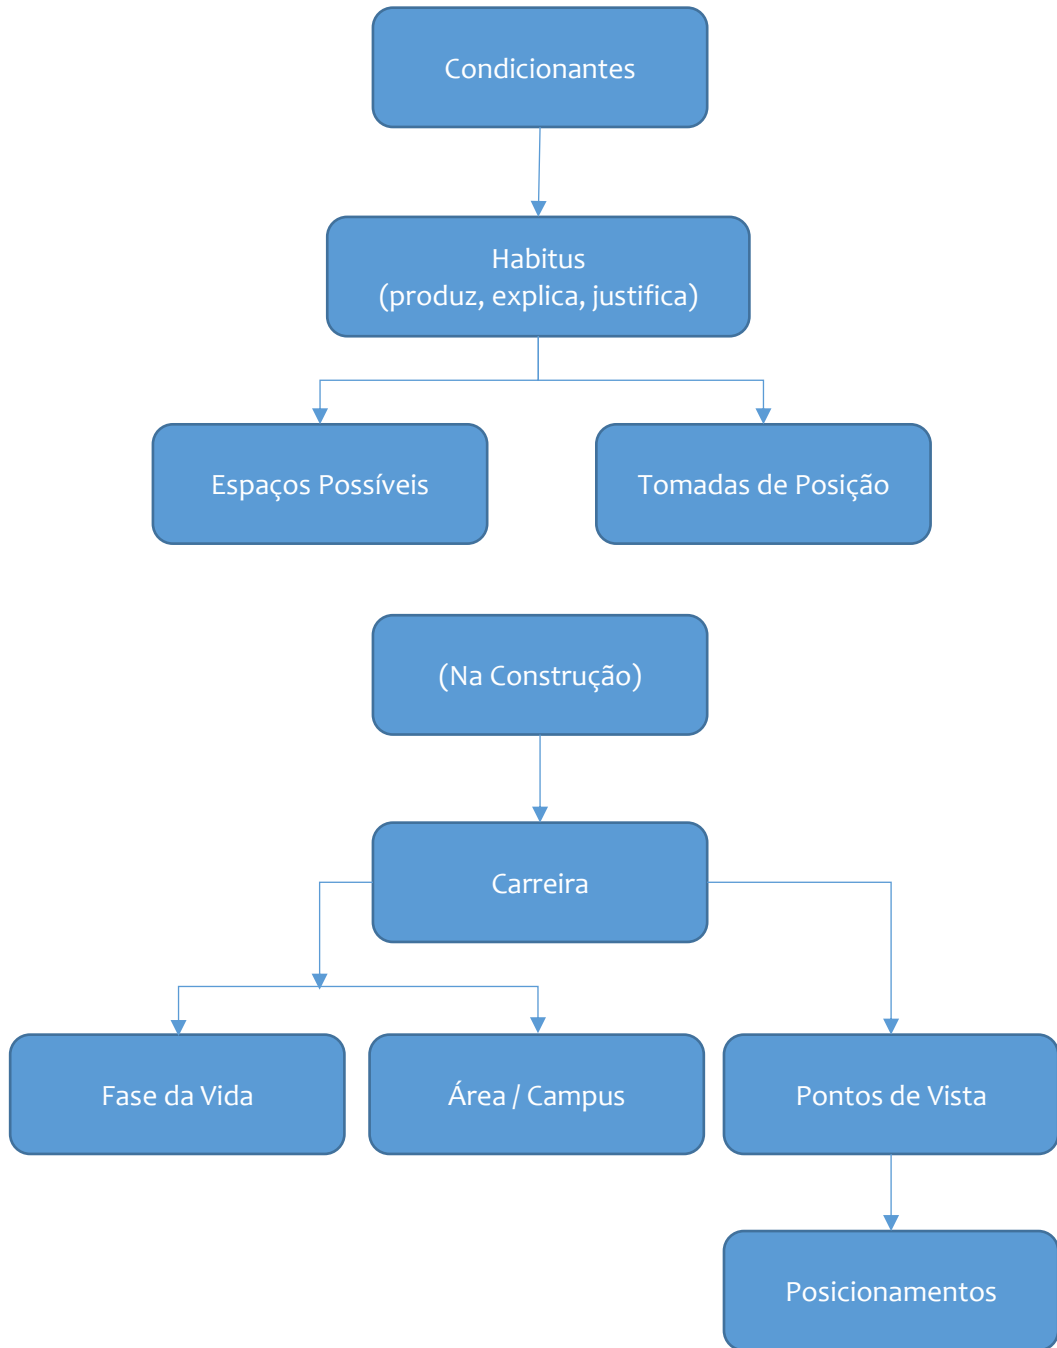 Condicionantes
Habitus
(produz, explica, justifica)
Espaços Possíveis
Tomadas de Posição
(Na Construção)
Carreira
Fase da Vida
Área / Campus
Pontos de Vista
Posicionamentos